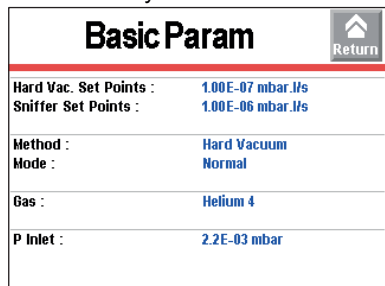 Basic Param
Return
Hard Vac. Set Points : 1.00E-07 mbar.l/s
Sniffer Set Points : 1.00E-06 mbar.l/s
Method : Hard Vacuum
Mode : Normal
Gas : Helium 4
P Inlet : 2.2E-03 mbar